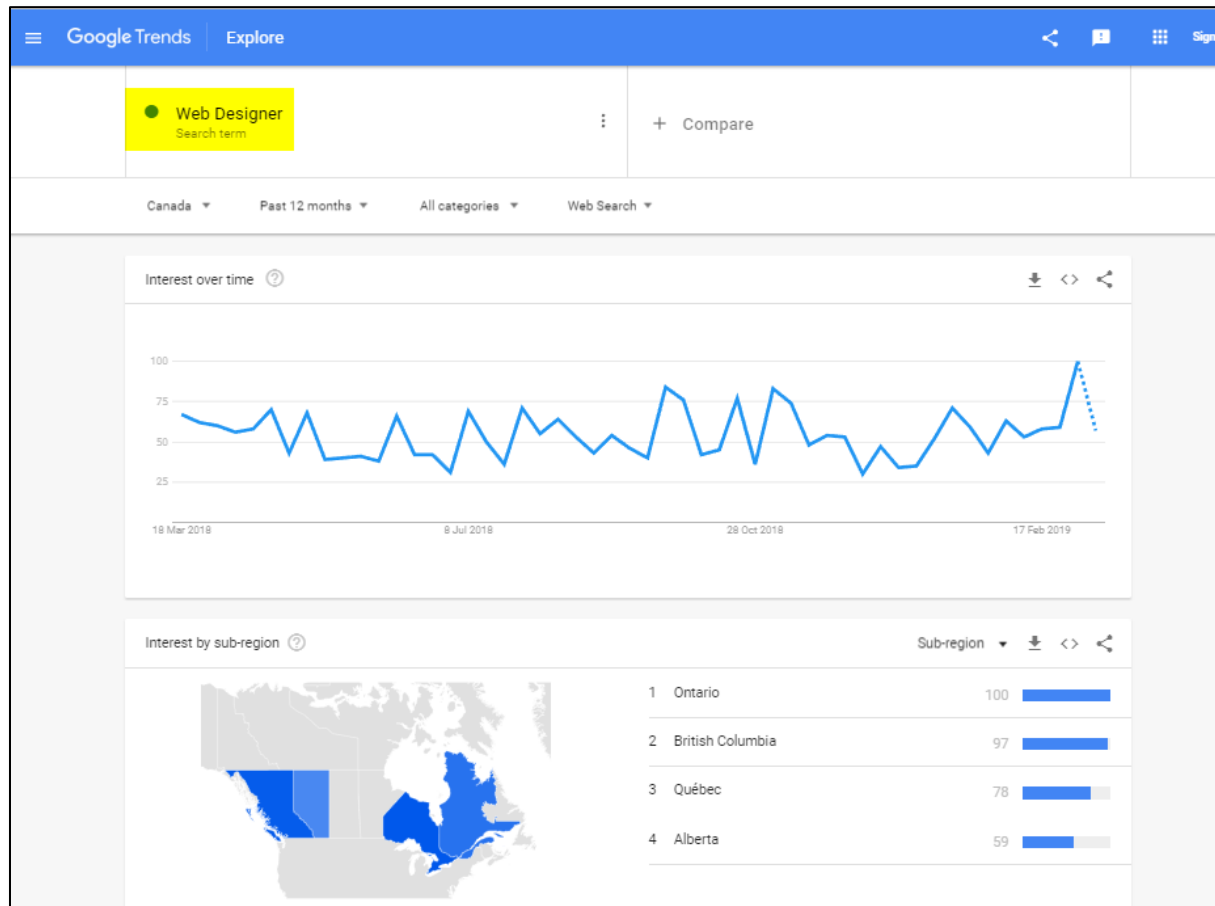 Google Trends Explore
Web Designer
Search term
+ Compare
Canada Past 12 months All categories Web Search
Interest over time ?
100
75
50
25
18 Mar 2018 8 Jul 2018 28 Oct 2018 17 Feb 2019
Interest by sub-region ? Sub-region
1 Ontario 100
2 British Columbia 97
3 Québec 78
4 Alberta 59